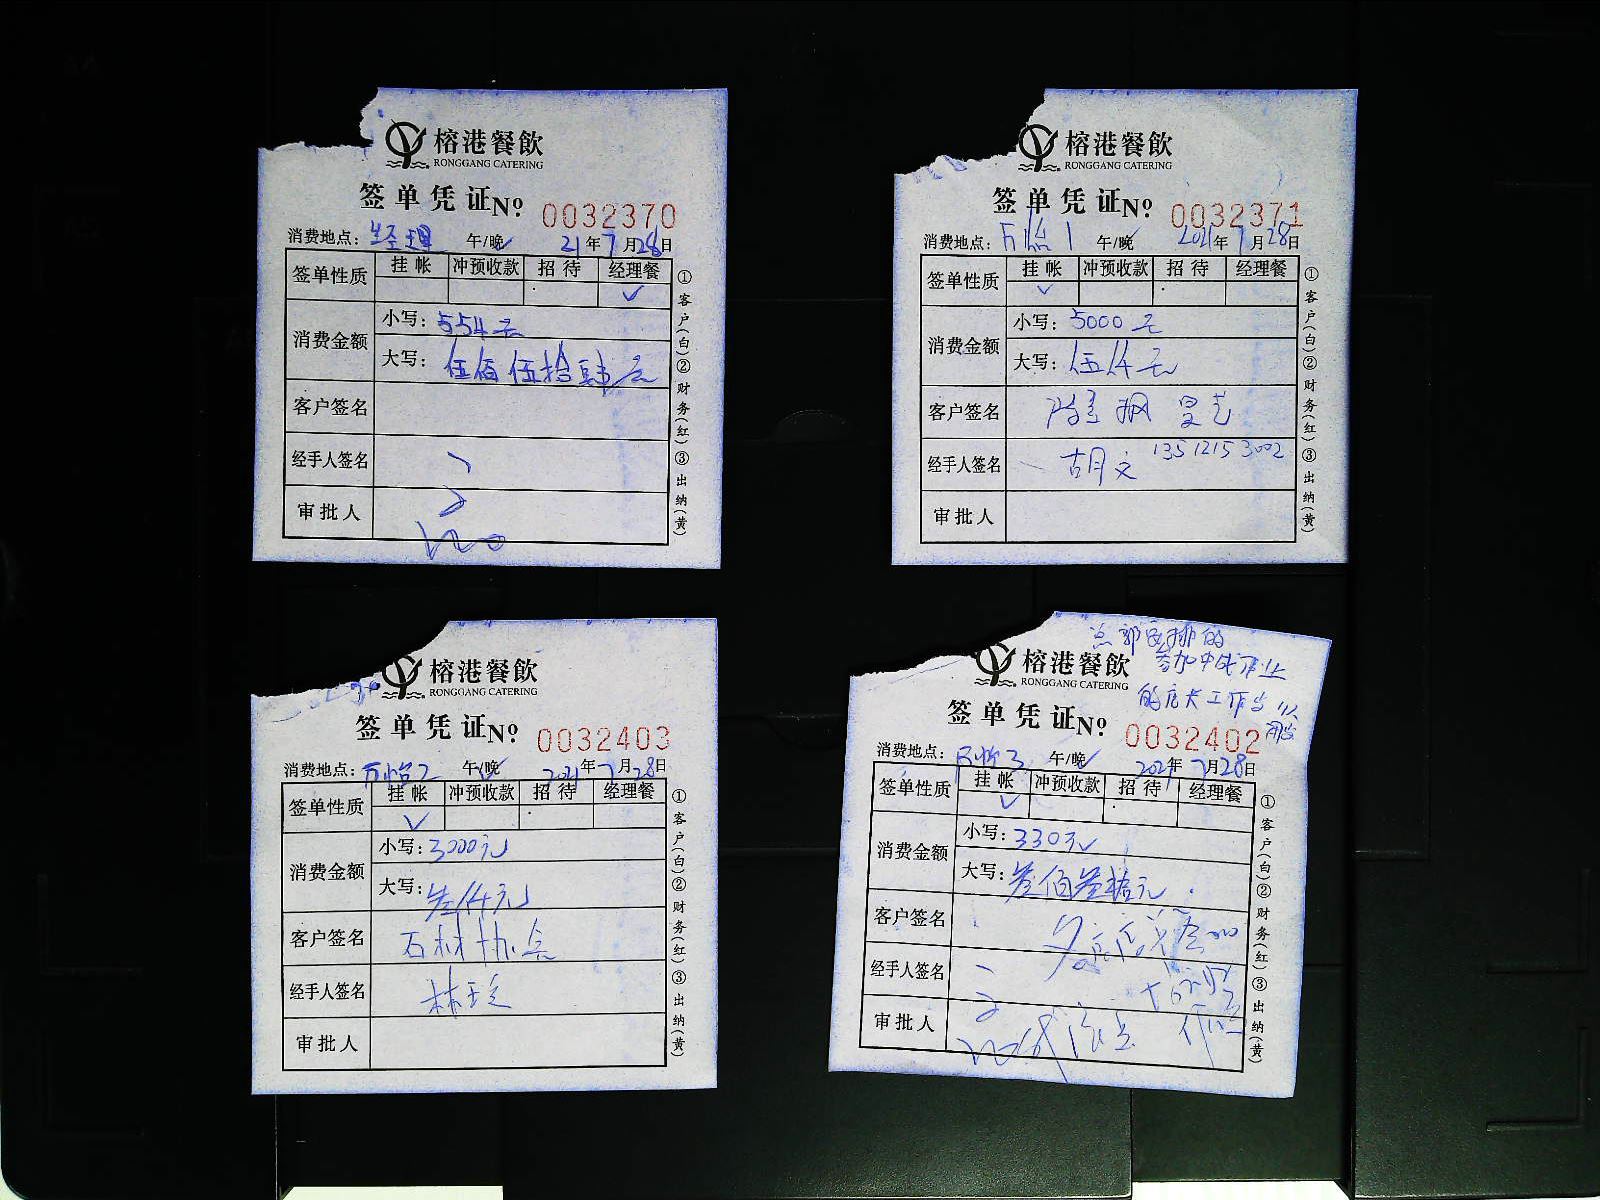 榕港餐飲
RONGGANG CATERING
签单凭证№ 0032370
消费地点: 经理 午/晚 21年7月28日
签单性质 挂帐 冲预收款 招待 经理餐
✓
消费金额 小写: 554元
大写: 伍佰伍拾肆元
客户签名
经手人签名
审批人
①客户(白)②财务(红)③出纳(黄)
榕港餐飲
RONGGANG CATERING
签单凭证№ 0032371
消费地点: 万怡1 午/晚 2021年7月28日
签单性质 挂帐 冲预收款 招待 经理餐
✓
消费金额 小写: 5000元
大写: 伍仟元
客户签名
经手人签名 胡文 13512153002
审批人
①客户(白)②财务(红)③出纳(黄)
榕港餐飲
RONGGANG CATERING
签单凭证№ 0032403
消费地点: 万怡2 午/晚 2021年7月28日
签单性质 挂帐 冲预收款 招待 经理餐
✓
消费金额 小写: 3000元
大写: 叁仟元
客户签名 石材协会
经手人签名 林
审批人
①客户(白)②财务(红)③出纳(黄)
总部安排的
参加中式
的店长工作
榕港餐飲
RONGGANG CATERING
签单凭证№ 0032402
消费地点: 万怡3 午/晚 2021年7月28日
签单性质 挂帐 冲预收款 招待 经理餐
✓
消费金额 小写: 330元
大写: 叁佰叁拾元
客户签名
经手人签名
审批人
①客户(白)②财务(红)③出纳(黄)